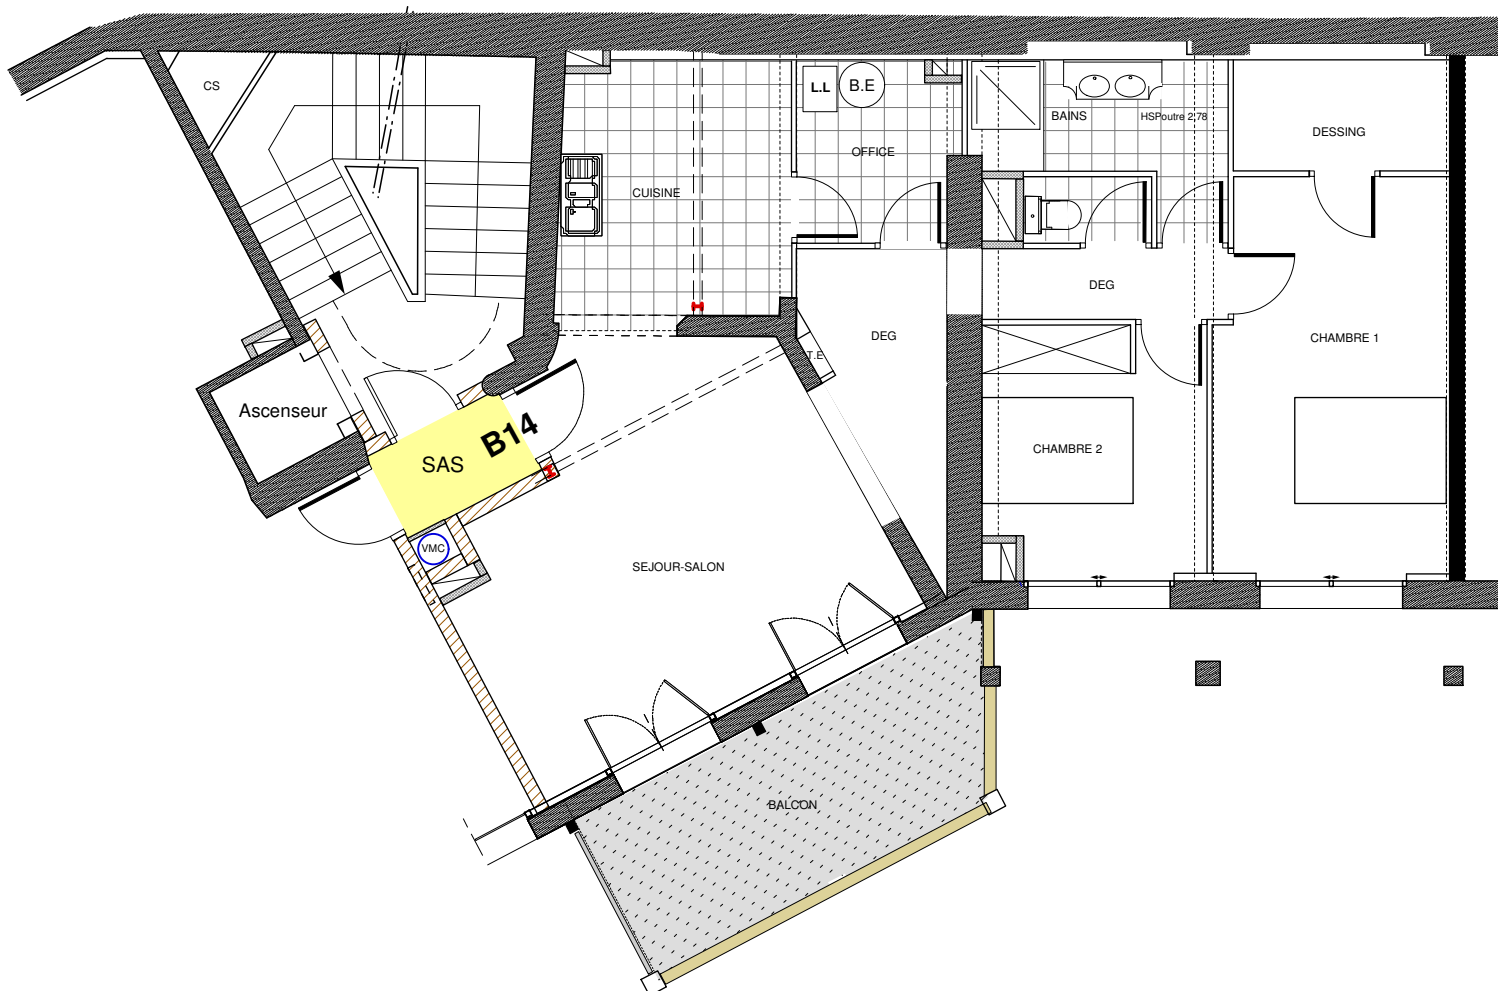 CS
L.L
B.E
BAINS
HSPoutre 2,78
DESSING
OFFICE
CUISINE
DEG
DEG
CHAMBRE 1
T.E
Ascenseur
B14
SAS
CHAMBRE 2
VMC
SEJOUR-SALON
BALCON